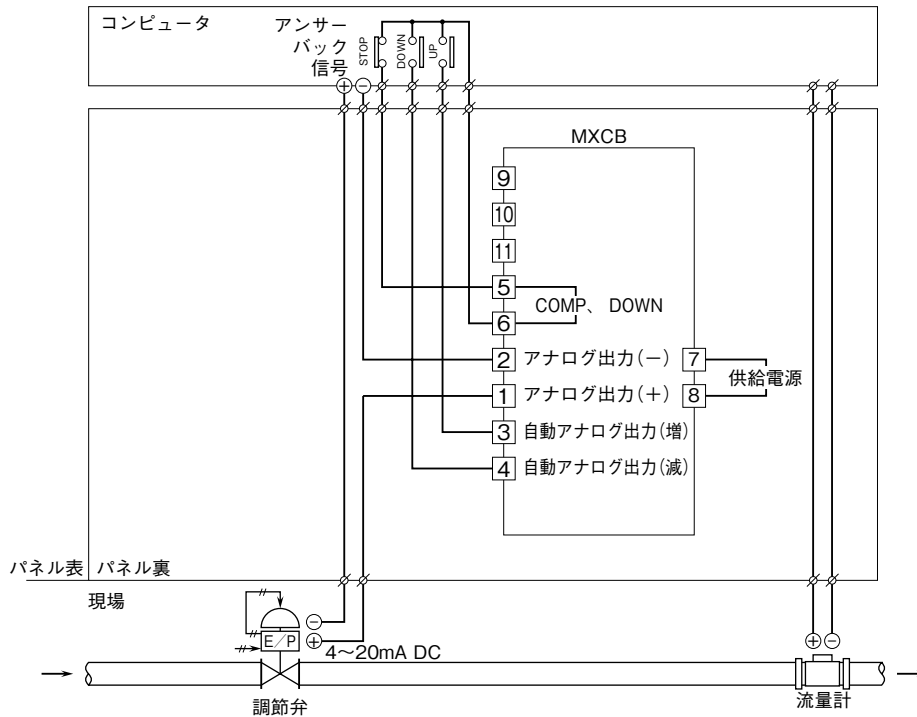 コンピュータ
アンサー
バック
信号
STOP
DOWN
UP
⊕ ⊖
MXCB
9
10
11
5
COMP、 DOWN
6
2 アナログ出力(−) 7
供給電源
1 アナログ出力(+) 8
3 自動アナログ出力(増)
4 自動アナログ出力(減)
パネル表 パネル裏
現場
⊖
E/P ⊕ 4~20mA DC
⊕ ⊖
調節弁
流量計